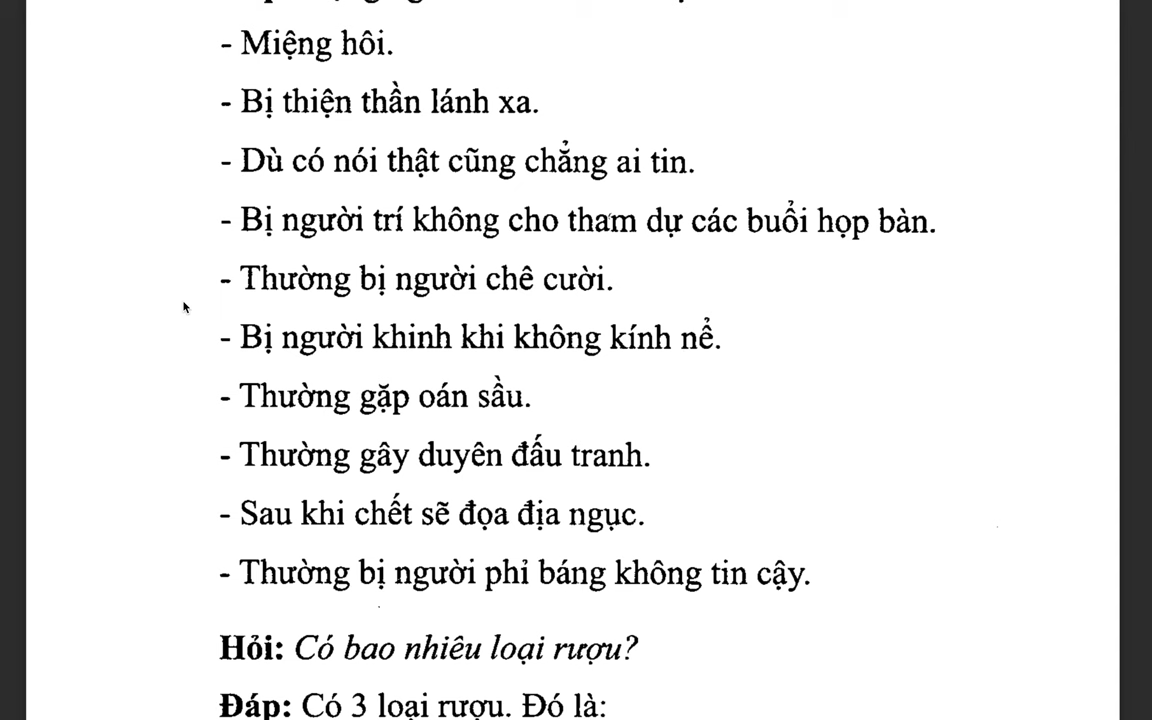 - Miệng hôi.
- Bị thiện thần lánh xa.
- Dù có nói thật cũng chẳng ai tin.
- Bị người trí không cho tham dự các buổi họp bàn.
- Thường bị người chê cười.
- Bị người khinh khi không kính nể.
- Thường gặp oán sầu.
- Thường gây duyên đấu tranh.
- Sau khi chết sẽ đọa địa ngục.
- Thường bị người phỉ báng không tin cậy.
Hỏi: Có bao nhiêu loại rượu?
Đáp: Có 3 loại rượu. Đó là: